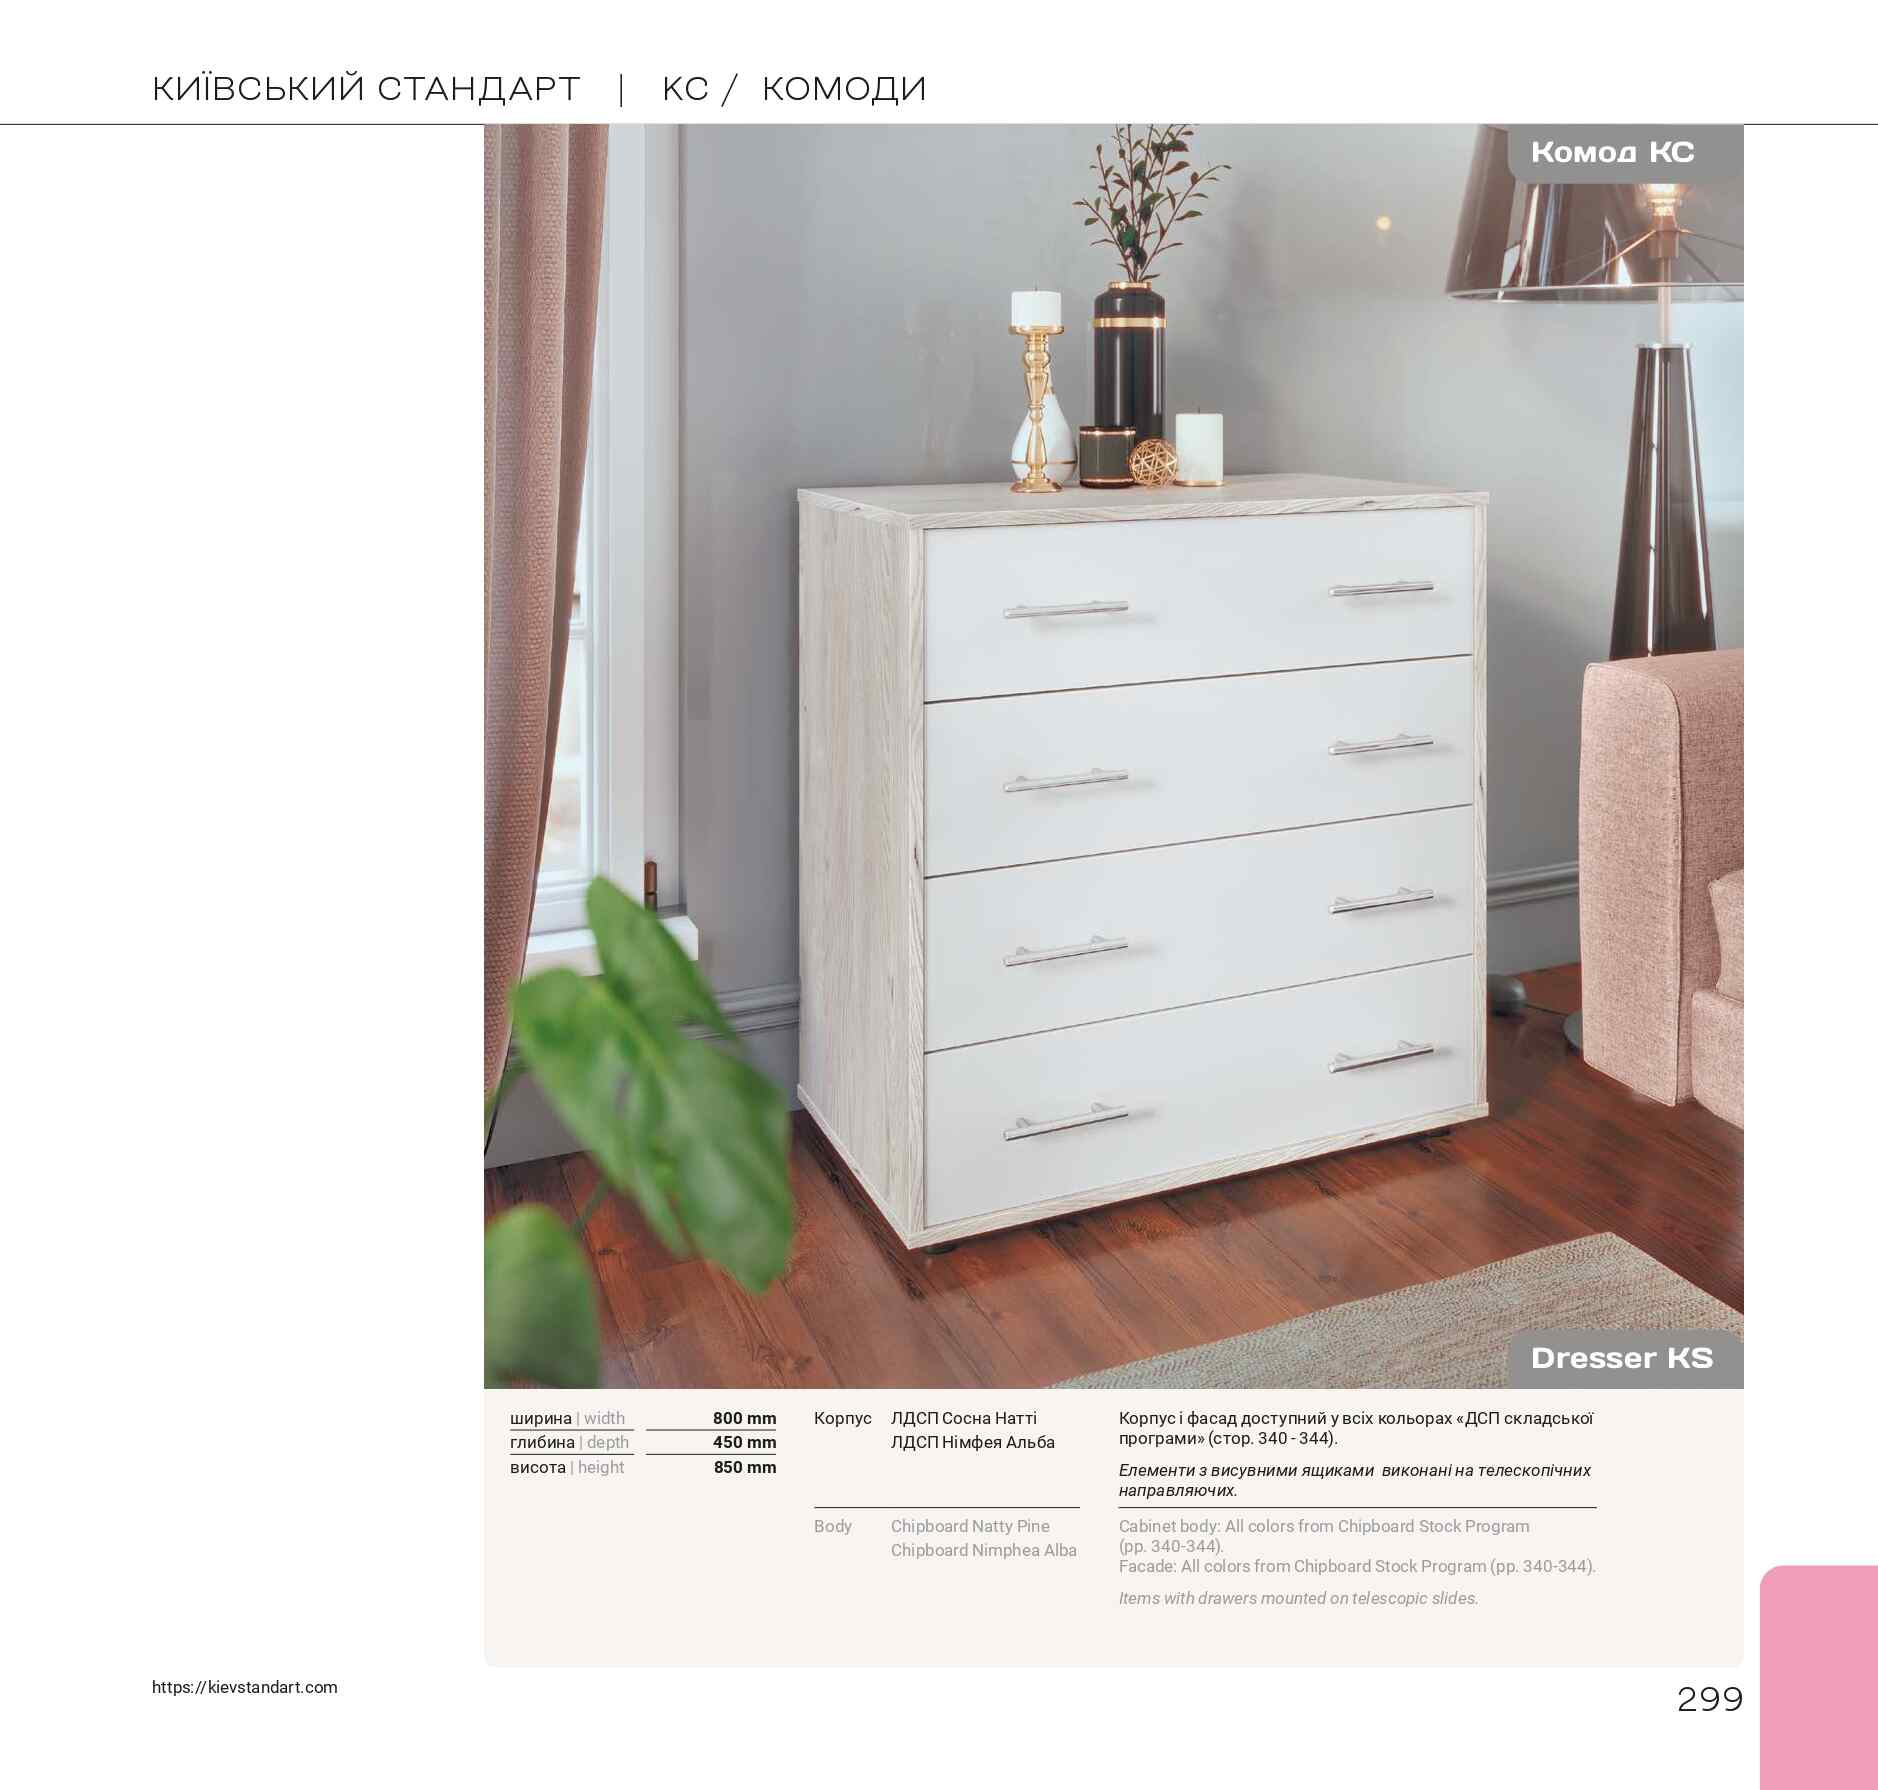 КИЇВСЬКИЙ СТАНДАРТ | КС / КОМОДИ
Комод КС
Dresser KS
ширина | width 800 mm
глибина | depth 450 mm
висота | height 850 mm
Корпус ЛДСП Сосна Натті
ЛДСП Німфея Альба
Body Chipboard Natty Pine
Chipboard Nimphea Alba
Корпус і фасад доступний у всіх кольорах «ДСП складської
програми» (стор. 340 - 344).
Елементи з висувними ящиками виконані на телескопічних
направляючих.
Cabinet body: All colors from Chipboard Stock Program
(pp. 340-344).
Facade: All colors from Chipboard Stock Program (pp. 340-344).
Items with drawers mounted on telescopic slides.
https://kievstandart.com
299